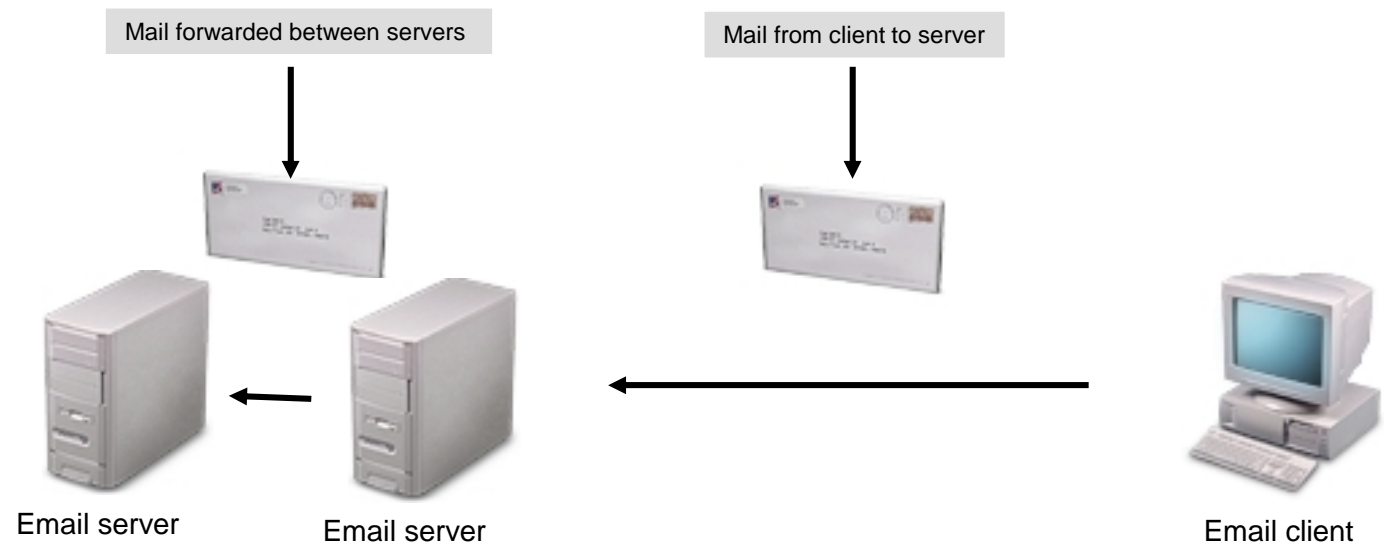 Mail forwarded between servers
Mail from client to server
Email server
Email server
Email client